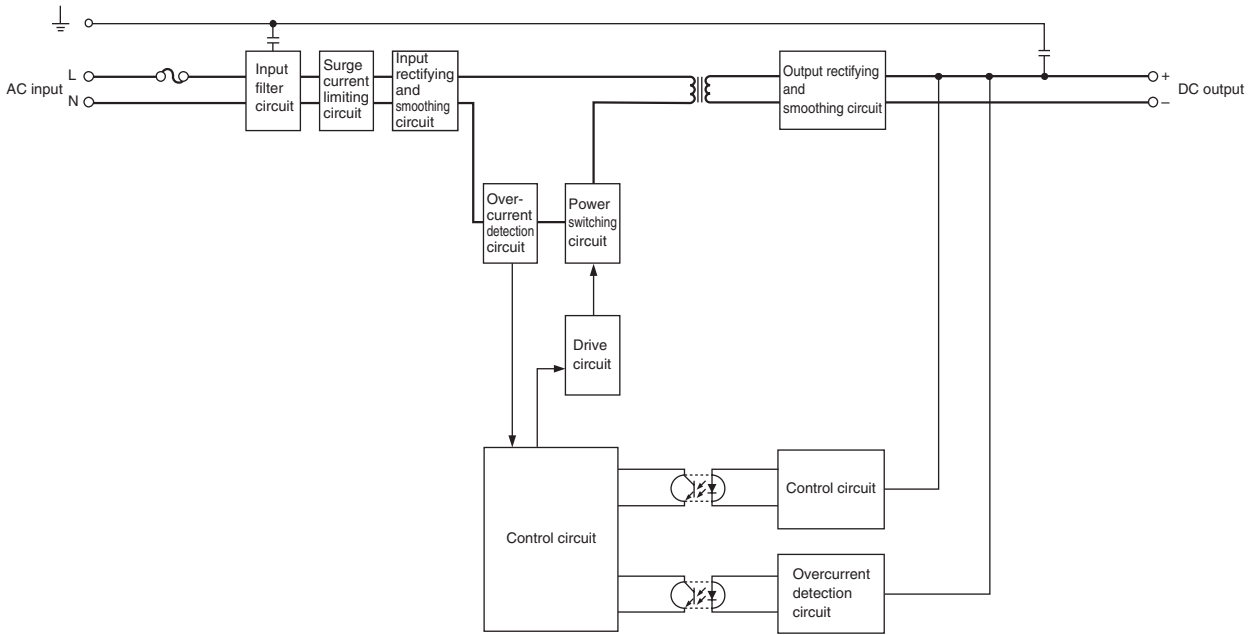 AC input
L
N
Input
filter
circuit
Surge
current
limiting
circuit
Input
rectifying
and
smoothing
circuit
Output rectifying
and
smoothing circuit
+
–
DC output
Over-
current
detection
circuit
Power
switching
circuit
Drive
circuit
Control circuit
Control circuit
Overcurrent
detection
circuit